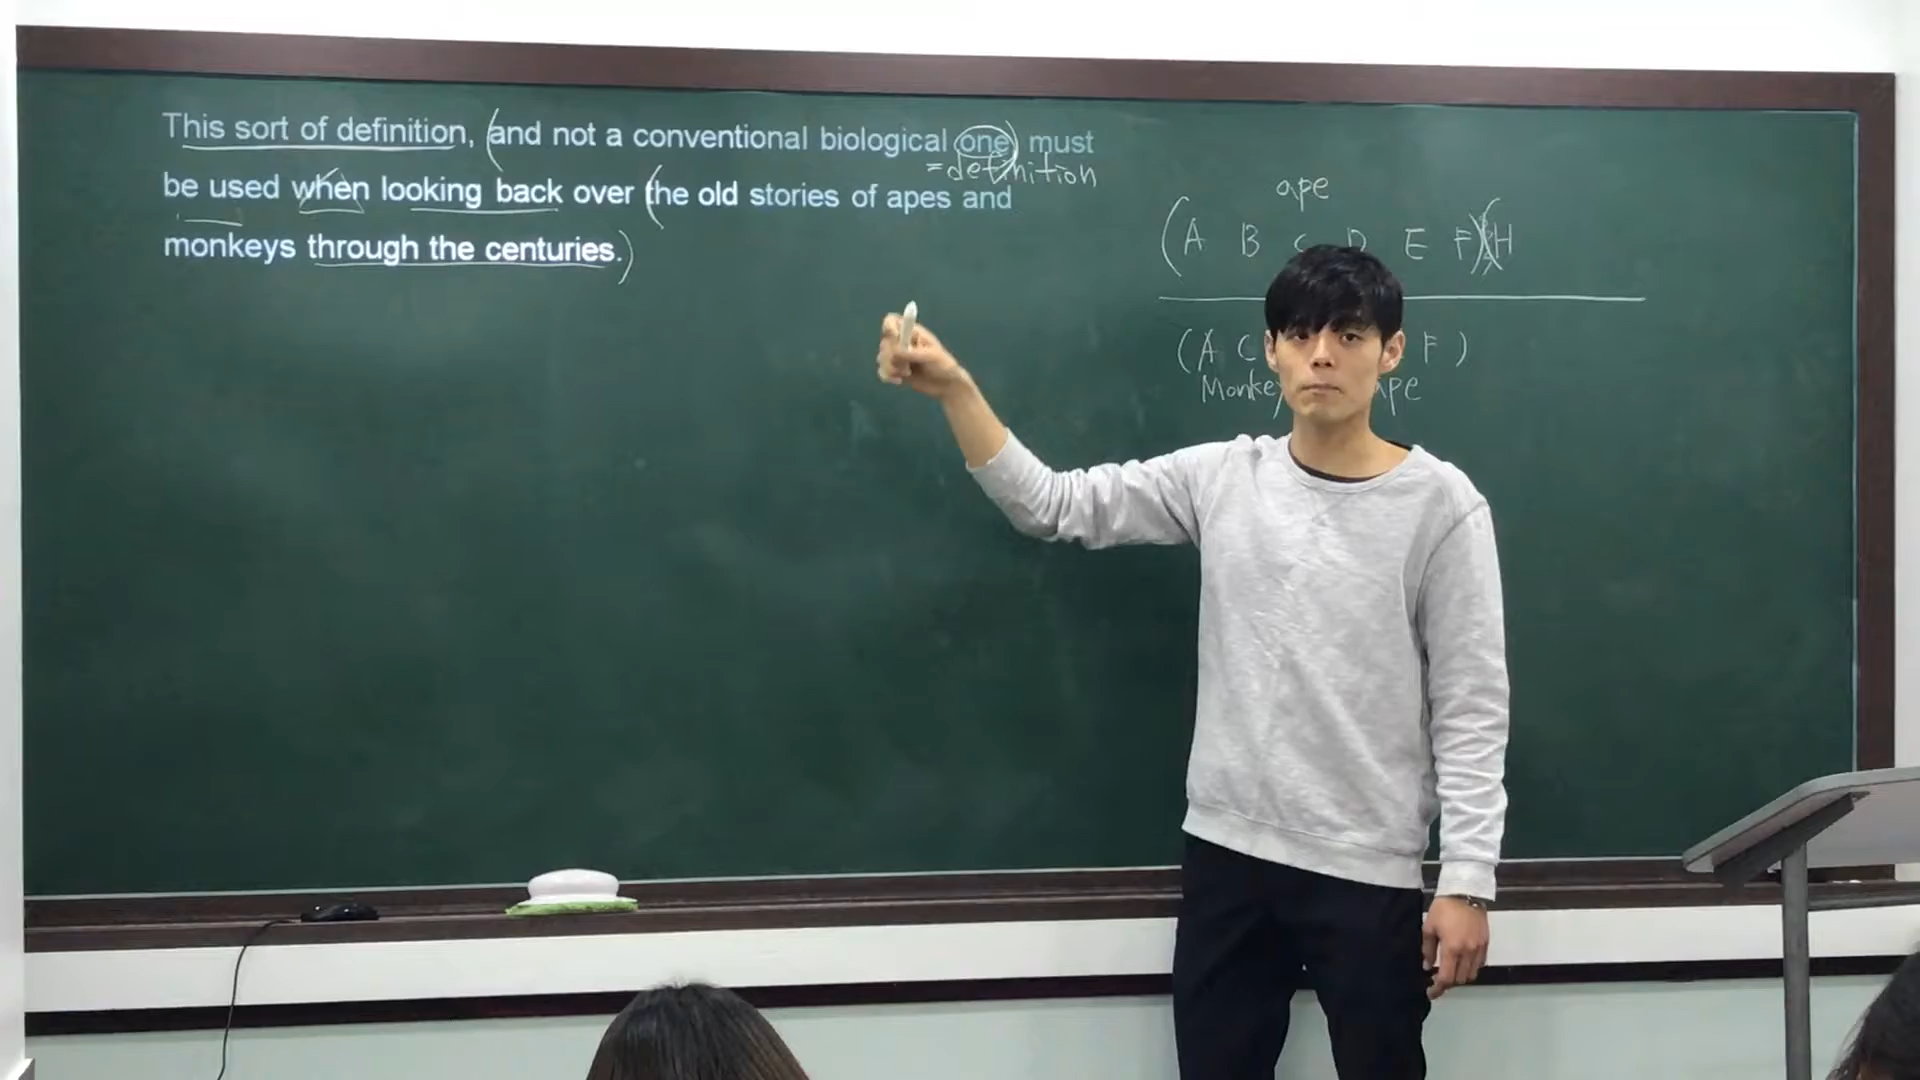 This sort of definition, (and not a conventional biological one) must
= definition
be used when looking back over (the old stories of apes and
monkeys through the centuries.)
ape
(A B C D E F) H
(A C F )
Monkey ape